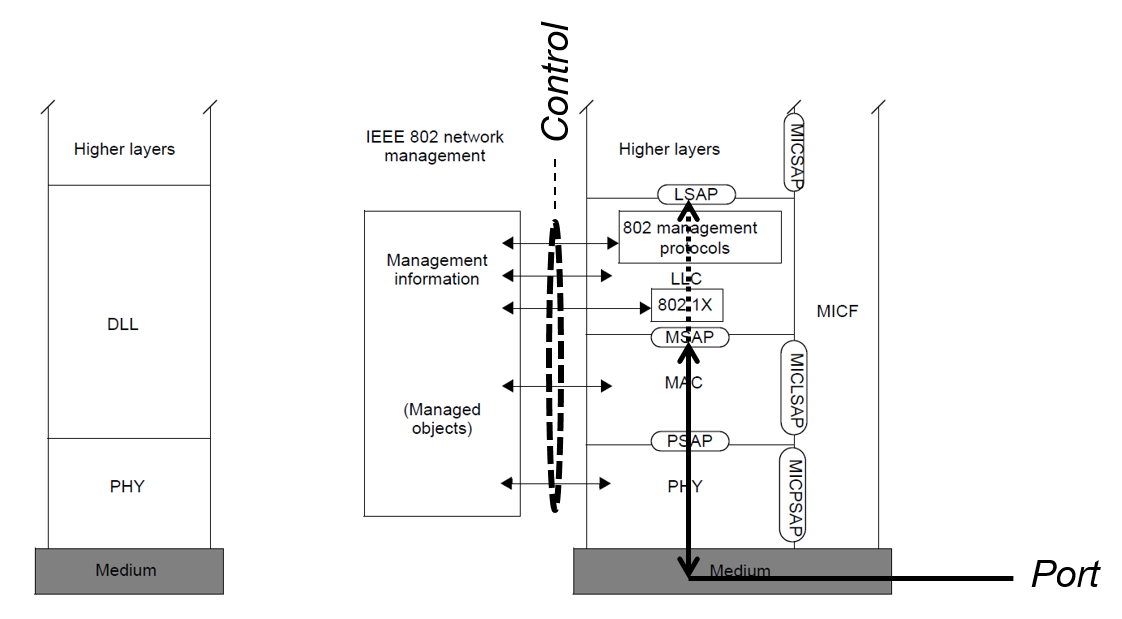 Control
Higher layers
DLL
PHY
Medium
IEEE 802 network
management
Management
information
(Managed
objects)
Higher layers
LSAP
802 management
protocols
LLC
802.1X
MSAP
MAC
PSAP
PHY
Medium
MICSAP
MICF
MICLSAP
MICPSAP
Port